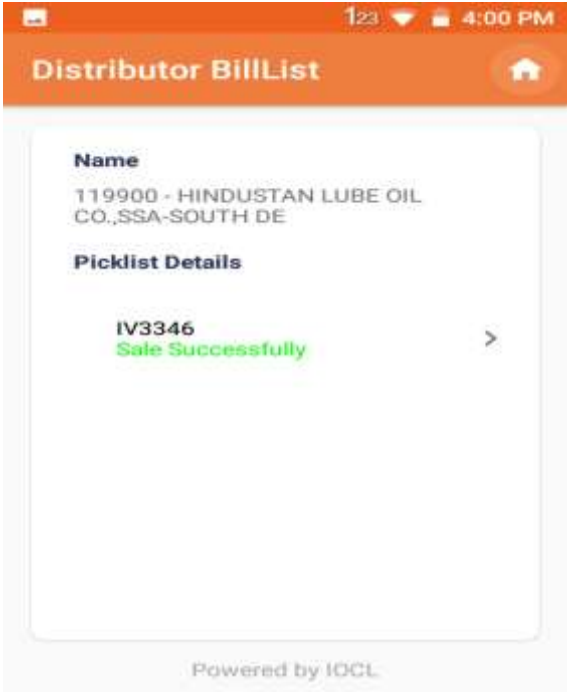 123 4:00 PM
Distributor BillList
Name
119900 - HINDUSTAN LUBE OIL
CO.,SSA-SOUTH DE
Picklist Details
IV3346
Sale Successfully
>
Powered by IOCL